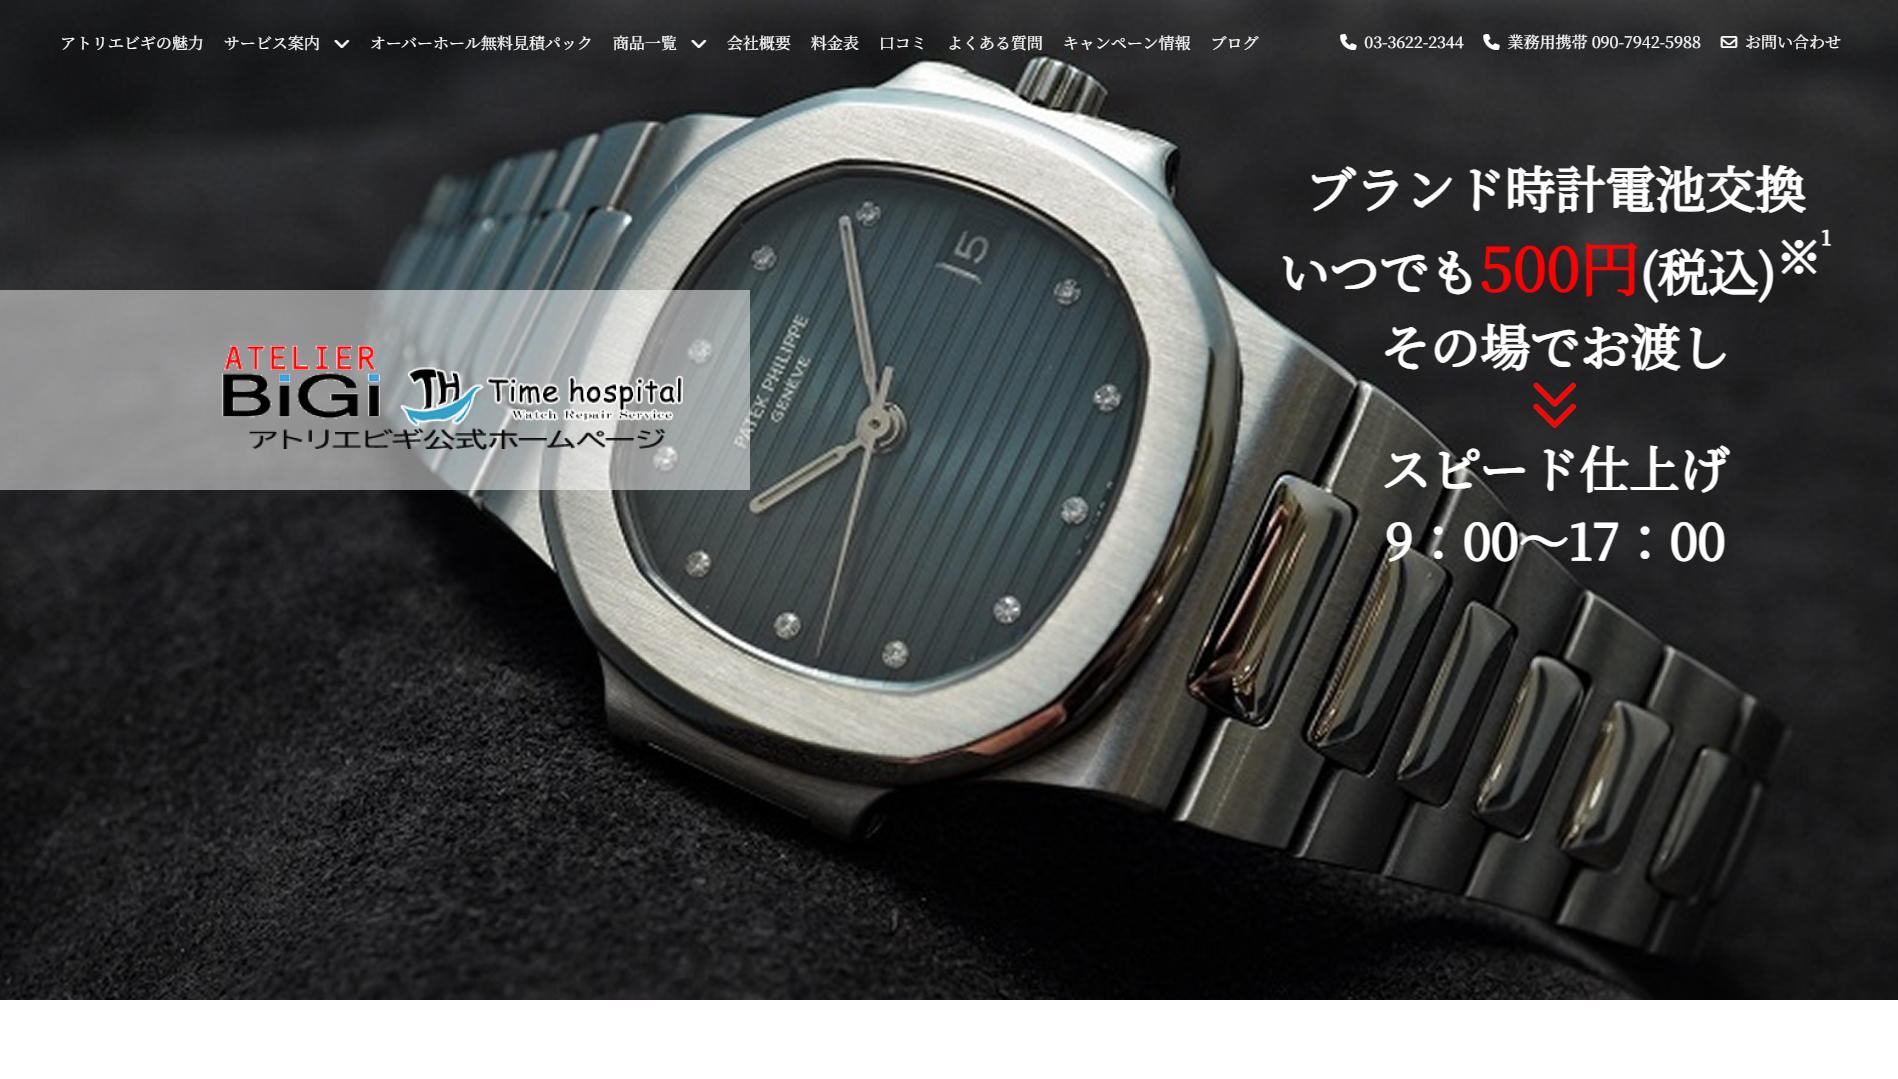 アトリエビギの魅力 サービス案内 オーバーホール無料見積パック 商品一覧 会社概要 料金表 口コミ よくある質問 キャンペーン情報 ブログ 03-3622-2344 業務用携帯 090-7942-5988 お問い合わせ
ブランド時計電池交換
いつでも500円(税込)※1
その場でお渡し
スピード仕上げ
9：00～17：00
ATELIER
BiGi TH Time hospital
Watch Repair Service
アトリエビギ公式ホームページ
15
PATEK PHILIPPE
GENEVE